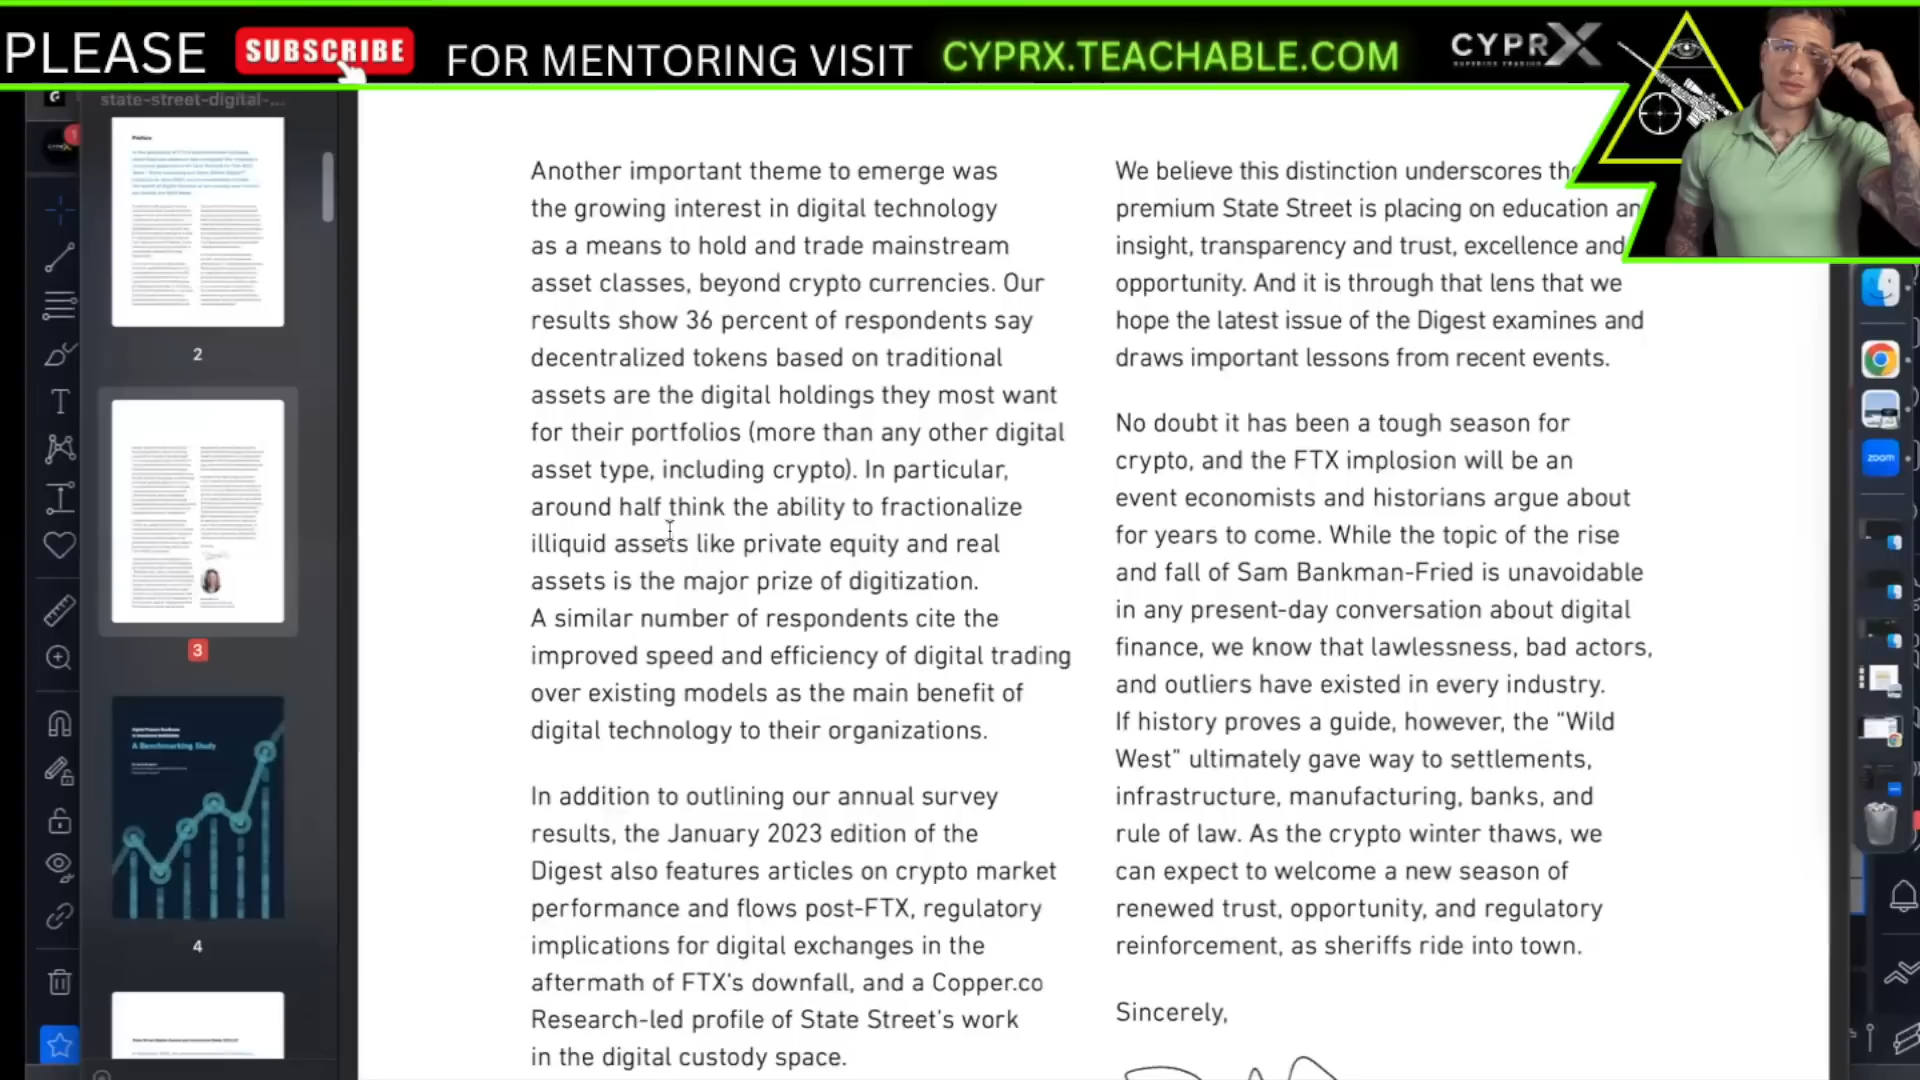 PLEASE SUBSCRIBE FOR MENTORING VISIT CYPRX.TEACHABLE.COM CYPRX
SUPERIOR TRADING
state-street-digital-...
Preface
2
3
A Benchmarking Study
4
Another important theme to emerge was
the growing interest in digital technology
as a means to hold and trade mainstream
asset classes, beyond crypto currencies. Our
results show 36 percent of respondents say
decentralized tokens based on traditional
assets are the digital holdings they most want
for their portfolios (more than any other digital
asset type, including crypto). In particular,
around half think the ability to fractionalize
illiquid assets like private equity and real
assets is the major prize of digitization.
A similar number of respondents cite the
improved speed and efficiency of digital trading
over existing models as the main benefit of
digital technology to their organizations.
In addition to outlining our annual survey
results, the January 2023 edition of the
Digest also features articles on crypto market
performance and flows post-FTX, regulatory
implications for digital exchanges in the
aftermath of FTX's downfall, and a Copper.co
Research-led profile of State Street's work
in the digital custody space.
We believe this distinction underscores
premium State Street is placing on education
insight, transparency and trust, excellence and
opportunity. And it is through that lens that we
hope the latest issue of the Digest examines and
draws important lessons from recent events.
No doubt it has been a tough season for
crypto, and the FTX implosion will be an
event economists and historians argue about
for years to come. While the topic of the rise
and fall of Sam Bankman-Fried is unavoidable
in any present-day conversation about digital
finance, we know that lawlessness, bad actors,
and outliers have existed in every industry.
If history proves a guide, however, the “Wild
West” ultimately gave way to settlements,
infrastructure, manufacturing, banks, and
rule of law. As the crypto winter thaws, we
can expect to welcome a new season of
renewed trust, opportunity, and regulatory
reinforcement, as sheriffs ride into town.
Sincerely,
zoom